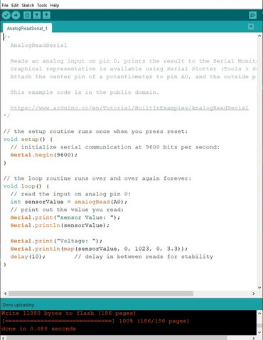 File Edit Sketch Tools Help
AnalogReadSerial_1
/*
AnalogReadSerial
Reads an analog input on pin 0, prints the result to the Serial Monit
Graphical representation is available using Serial Plotter (Tools > S
Attach the center pin of a potentiometer to pin A0, and the outside p
This example code is in the public domain.
https://www.arduino.cc/en/Tutorial/BuiltInExamples/AnalogReadSerial
*/
// the setup routine runs once when you press reset:
void setup() {
// initialize serial communication at 9600 bits per second:
Serial.begin(9600);
}
// the loop routine runs over and over again forever:
void loop() {
// read the input on analog pin 0:
int sensorValue = analogRead(A0);
// print out the value you read:
Serial.print("sensor Value: ");
Serial.println(sensorValue);
Serial.print("Voltage: ");
Serial.println(map(sensorValue, 0, 1023, 0, 3.3));
delay(10); // delay in between reads for stability
}
Done uploading.
Write 11380 bytes to flash (186 pages)
[==============================] 100% (186/186 pages)
done in 0.088 seconds